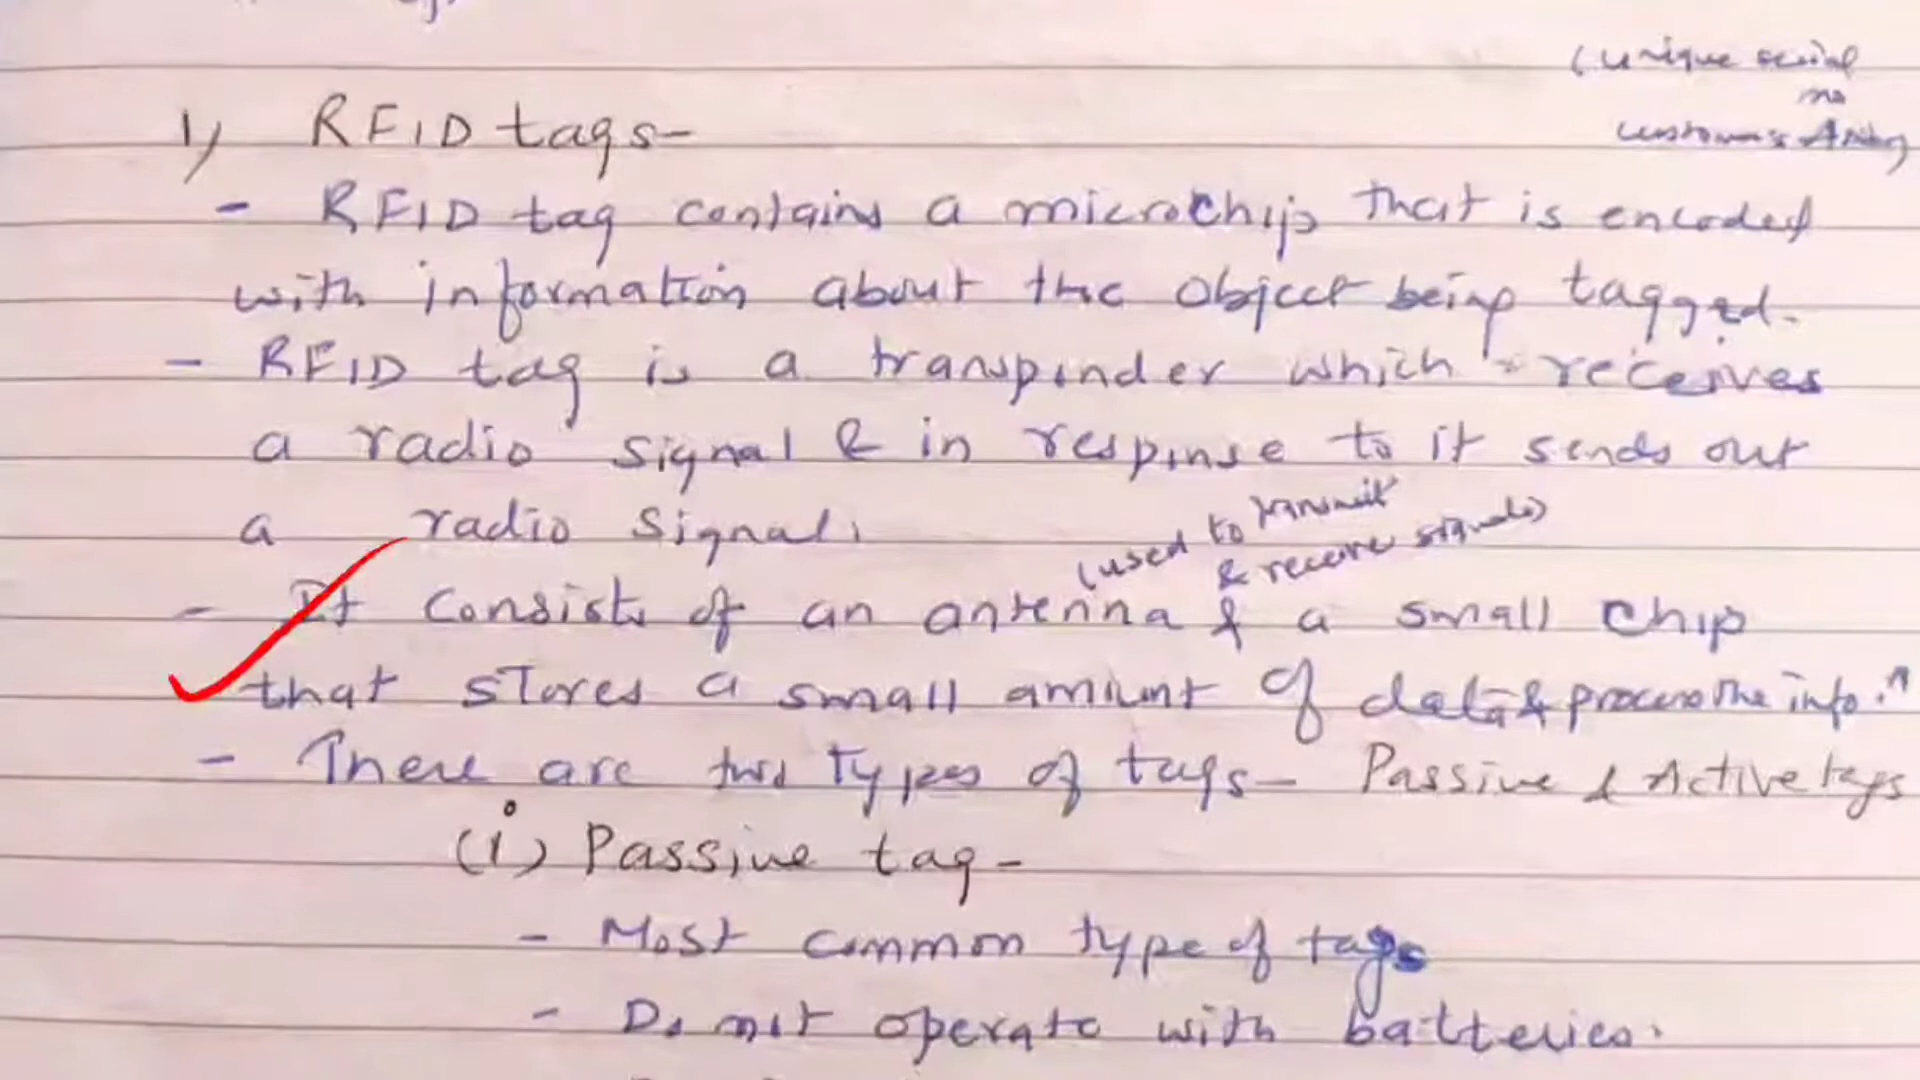 (unique serial
no
customer's
1) RFID tags-
- RFID tag contains a microchip that is encoded
with information about the object being tagged.
- RFID tag is a transponder which receives
a radio signal & in response to it sends out
a radio signal.
(used to transmit
& receive signals)
- It consists of an antenna & a small chip
that stores a small amount of data & process the info.n
- There are two types of tags- Passive & Active tags
(i) Passive tag-
- Most common type of tags
- Do not operate with batteries.